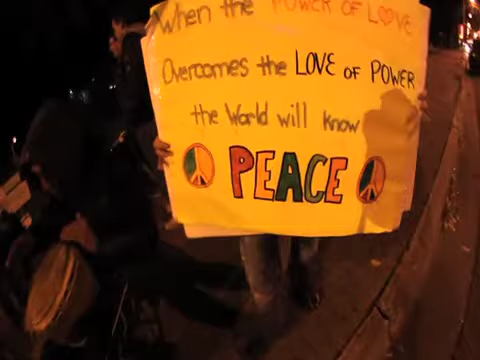 When the POWER OF LOVE
Overcomes the LOVE OF POWER
the World will know
PEACE